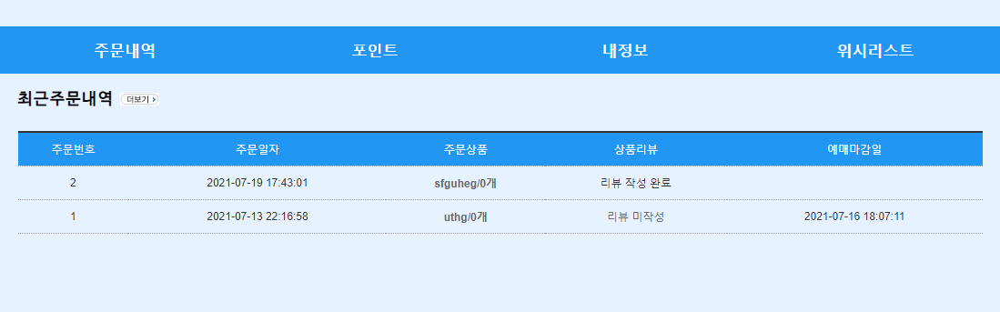 주문내역 포인트 내정보 위시리스트
최근주문내역 더보기 >
주문번호 주문일자 주문상품 상품리뷰 예매마감일
2 2021-07-19 17:43:01 sfguheg/0개 리뷰 작성 완료
1 2021-07-13 22:16:58 uthg/0개 리뷰 미작성 2021-07-16 18:07:11